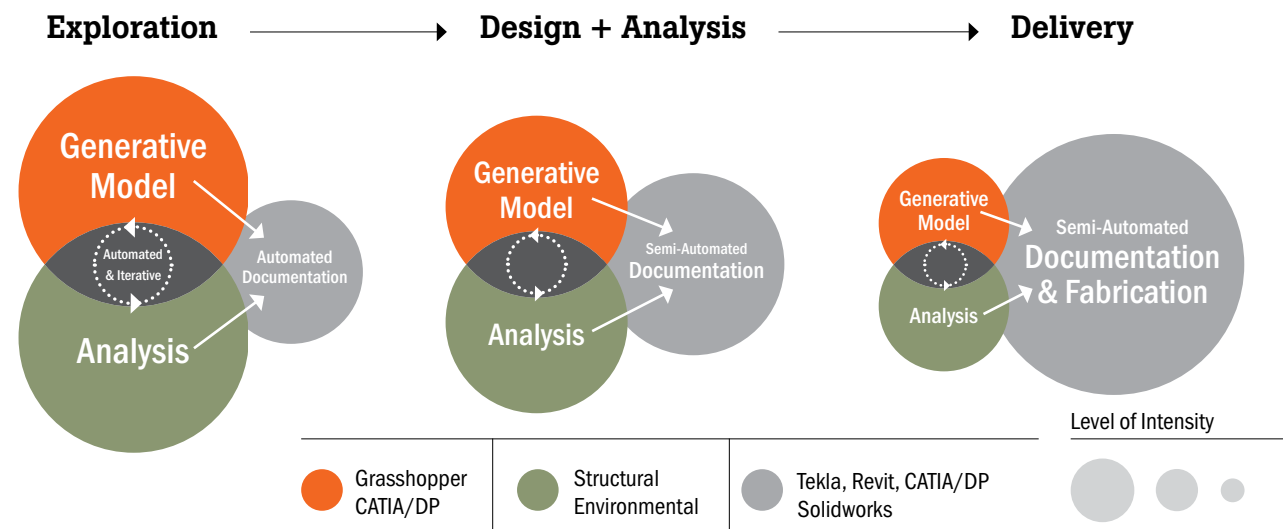 Exploration
Design + Analysis
Delivery
Generative
Model
Automated
& Iterative
Analysis
Automated
Documentation
Generative
Model
Analysis
Semi-Automated
Documentation
Generative
Model
Analysis
Semi-Automated
Documentation
& Fabrication
Level of Intensity
Grasshopper
CATIA/DP
Structural
Environmental
Tekla, Revit, CATIA/DP
Solidworks